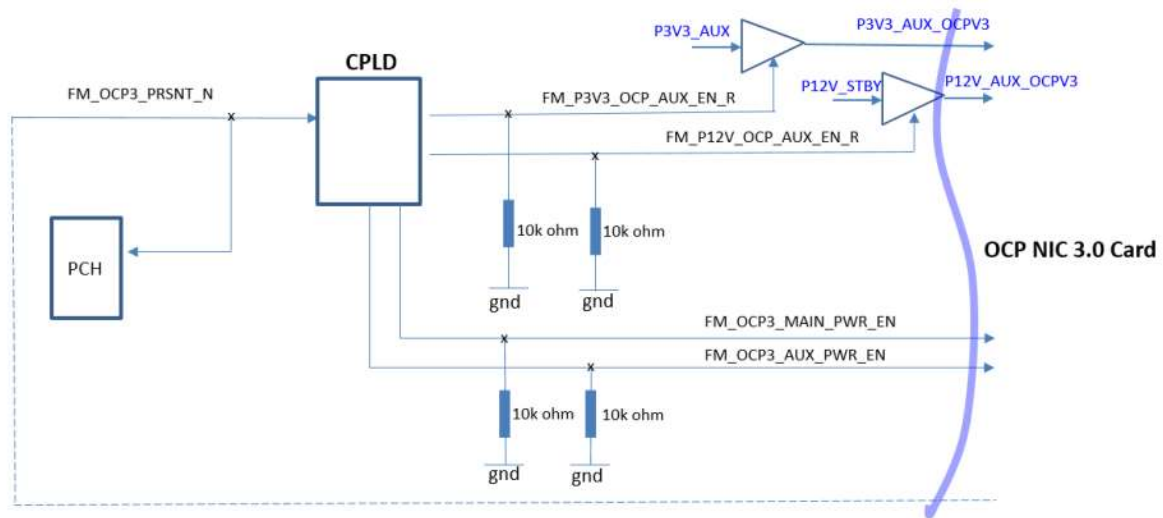 P3V3_AUX
P3V3_AUX_OCPV3
CPLD
P12V_STBY
P12V_AUX_OCPV3
FM_OCP3_PRSNT_N
FM_P3V3_OCP_AUX_EN_R
FM_P12V_OCP_AUX_EN_R
x
x
x
10k ohm
10k ohm
PCH
OCP NIC 3.0 Card
gnd
gnd
FM_OCP3_MAIN_PWR_EN
x
FM_OCP3_AUX_PWR_EN
x
10k ohm
10k ohm
gnd
gnd